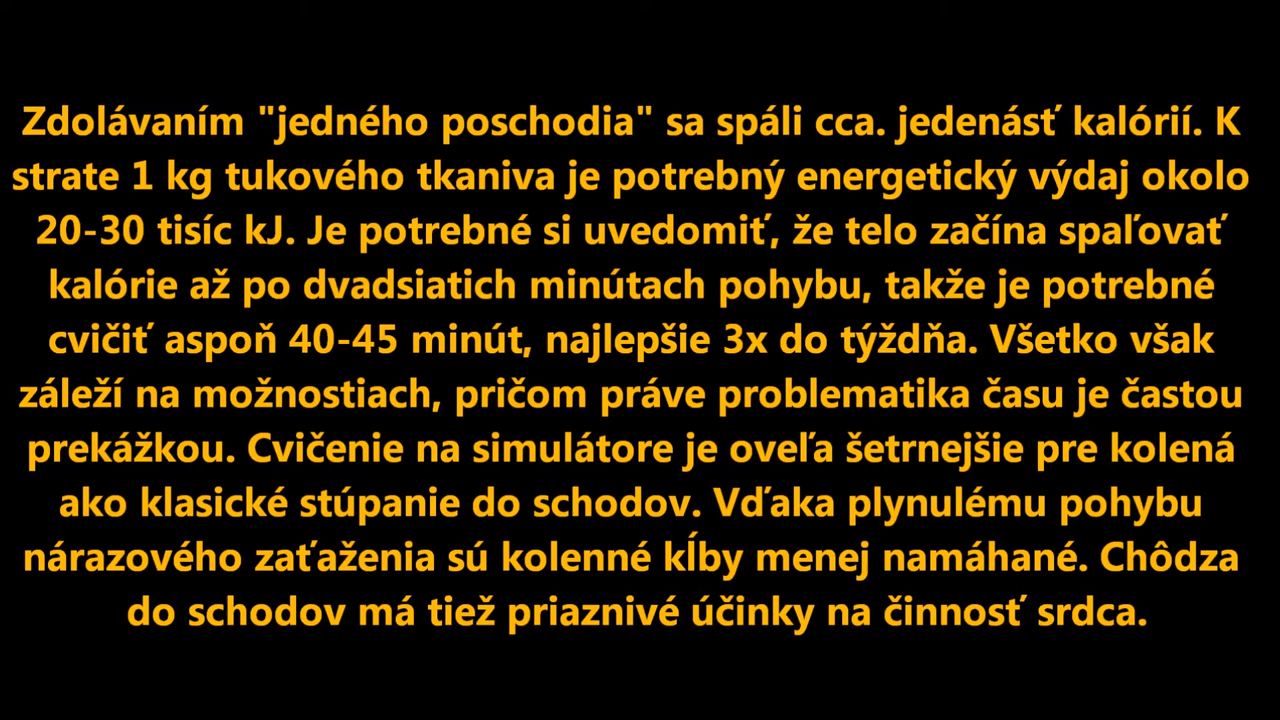 Zdolávaním "jedného poschodia" sa spáli cca. jedenásť kalórií. K
strate 1 kg tukového tkaniva je potrebný energetický výdaj okolo
20-30 tisíc kJ. Je potrebné si uvedomiť, že telo začína spaľovať
kalórie až po dvadsiatich minútach pohybu, takže je potrebné
cvičiť aspoň 40-45 minút, najlepšie 3x do týždňa. Všetko však
záleží na možnostiach, pričom práve problematika času je častou
prekážkou. Cvičenie na simulátore je oveľa šetrnejšie pre kolená
ako klasické stúpanie do schodov. Vďaka plynulému pohybu
nárazového zaťaženia sú kolenné kĺby menej namáhané. Chôdza
do schodov má tiež priaznivé účinky na činnosť srdca.